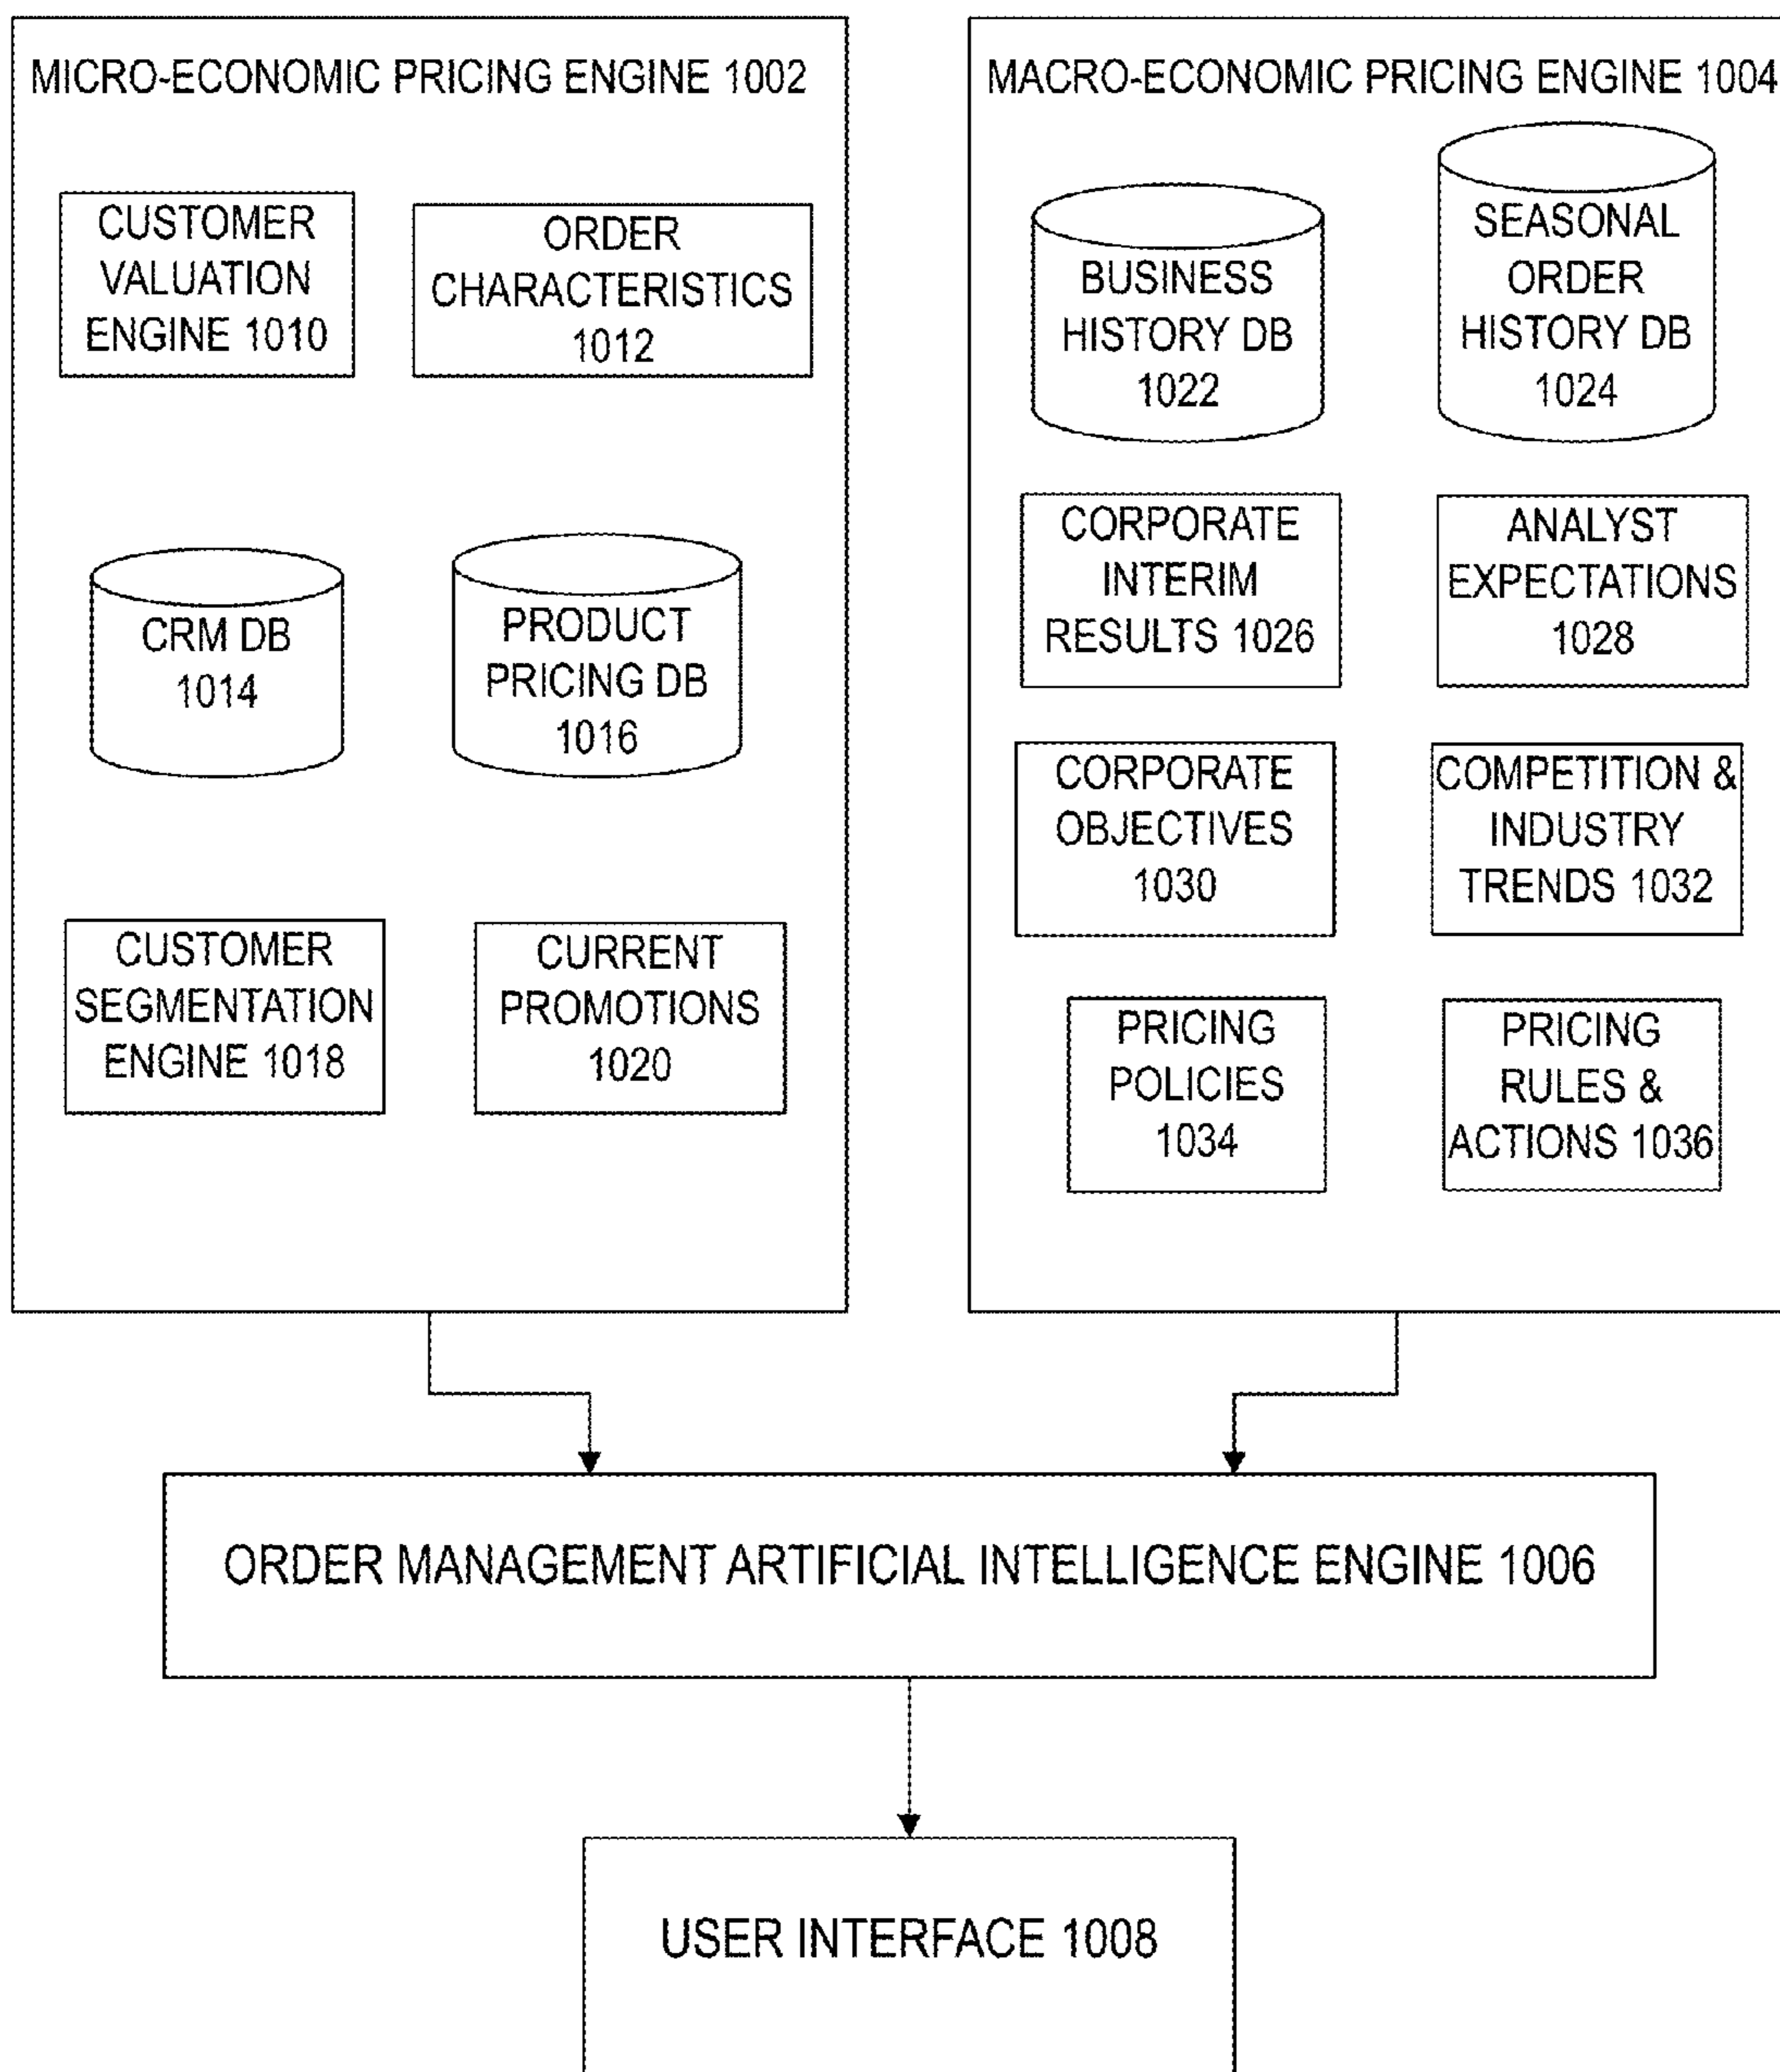 MICRO-ECONOMIC PRICING ENGINE 1002
CUSTOMER
VALUATION
ENGINE 1010
ORDER
CHARACTERISTICS
1012
CRM DB
1014
PRODUCT
PRICING DB
1016
CUSTOMER
SEGMENTATION
ENGINE 1018
CURRENT
PROMOTIONS
1020
MACRO-ECONOMIC PRICING ENGINE 1004
BUSINESS
HISTORY DB
1022
SEASONAL
ORDER
HISTORY DB
1024
CORPORATE
INTERIM
RESULTS 1026
ANALYST
EXPECTATIONS
1028
CORPORATE
OBJECTIVES
1030
COMPETITION &
INDUSTRY
TRENDS 1032
PRICING
POLICIES
1034
PRICING
RULES &
ACTIONS 1036
ORDER MANAGEMENT ARTIFICIAL INTELLIGENCE ENGINE 1006
USER INTERFACE 1008